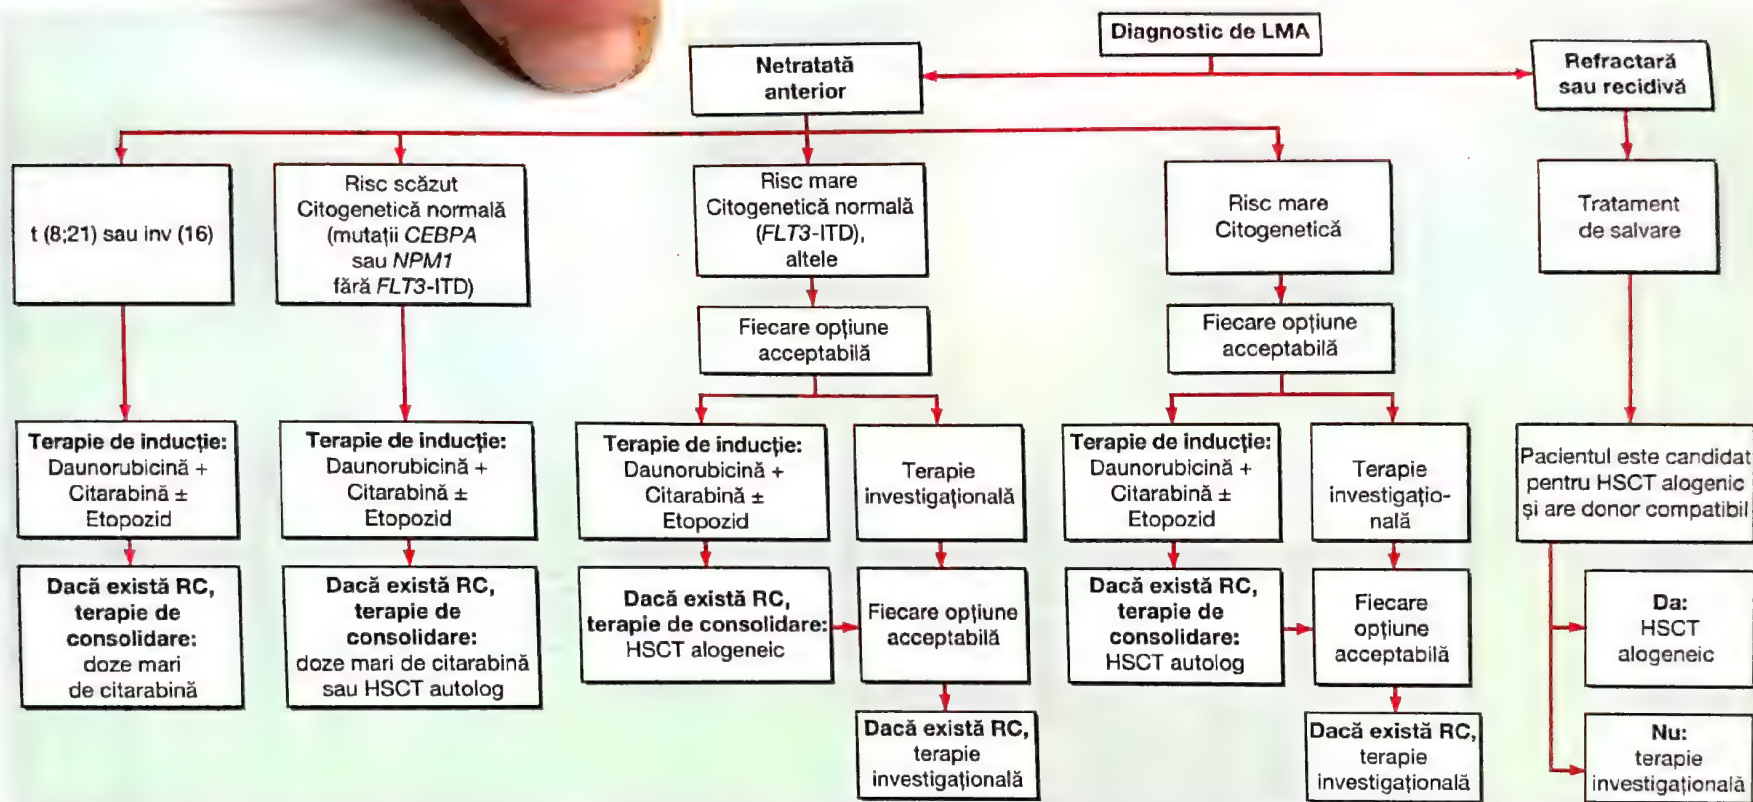 Diagnostic de LMA
Netratată
anterior
Refractară
sau recidivă
t (8;21) sau inv (16)
Risc scăzut
Citogenetică normală
(mutații CEBPA
sau NPM1
fără FLT3-ITD)
Risc mare
Citogenetică normală
(FLT3-ITD),
altele
Risc mare
Citogenetică
Tratament
de salvare
Fiecare opțiune
acceptabilă
Fiecare opțiune
acceptabilă
Terapie de inducție:
Daunorubicină +
Citarabină ±
Etopozid
Terapie de inducție:
Daunorubicină +
Citarabină ±
Etopozid
Terapie de inducție:
Daunorubicină +
Citarabină ±
Etopozid
Terapie
investigațională
Terapie de inducție:
Daunorubicină +
Citarabină ±
Etopozid
Terapie
investigațio-
nală
Pacientul este candidat
pentru HSCT alogenic
și are donor compatibil
Dacă există RC,
terapie de
consolidare:
doze mari
de citarabină
Dacă există RC,
terapie de
consolidare:
doze mari de citarabină
sau HSCT autolog
Dacă există RC,
terapie de consolidare:
HSCT alogeneic
Fiecare opțiune
acceptabilă
Dacă există RC,
terapie de
consolidare:
HSCT autolog
Fiecare
opțiune
acceptabilă
Da:
HSCT
alogeneic
Dacă există RC,
terapie
investigațională
Dacă există RC,
terapie
investigațională
Nu:
terapie
investigațională